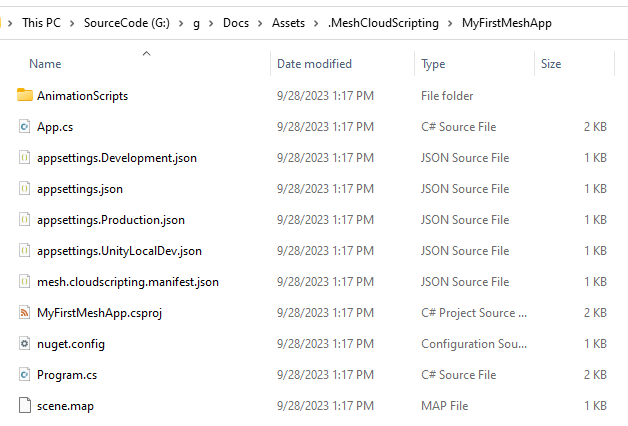 This PC > SourceCode (G:) > g > Docs > Assets > .MeshCloudScripting > MyFirstMeshApp
Name Date modified Type Size
AnimationScripts 9/28/2023 1:17 PM File folder
App.cs 9/28/2023 1:17 PM C# Source File 2 KB
appsettings.Development.json 9/28/2023 1:17 PM JSON Source File 1 KB
appsettings.json 9/28/2023 1:17 PM JSON Source File 1 KB
appsettings.Production.json 9/28/2023 1:17 PM JSON Source File 1 KB
appsettings.UnityLocalDev.json 9/28/2023 1:17 PM JSON Source File 1 KB
mesh.cloudscripting.manifest.json 9/28/2023 1:17 PM JSON Source File 1 KB
MyFirstMeshApp.csproj 9/28/2023 1:17 PM C# Project Source ... 2 KB
nuget.config 9/28/2023 1:17 PM Configuration Sou... 1 KB
Program.cs 9/28/2023 1:17 PM C# Source File 2 KB
scene.map 9/28/2023 1:17 PM MAP File 1 KB